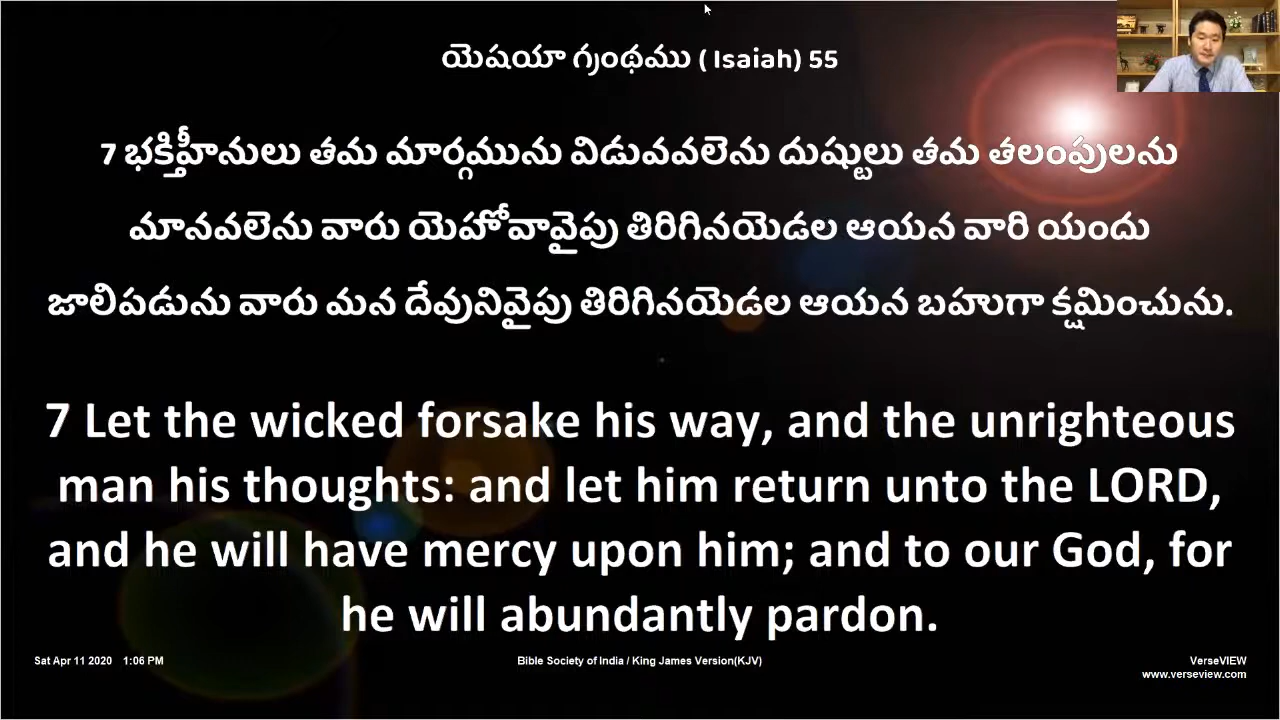 యెషయా గ్రంథము ( Isaiah) 55
7 భక్తిహీనులు తమ మార్గమును విడువవలెను దుష్టులు తమ తలంపులను
మానవలెను వారు యెహోవావైపు తిరిగినయెడల ఆయన వారి యందు
జాలిపడును వారు మన దేవునివైపు తిరిగినయెడల ఆయన బహుగా క్షమించును.
7 Let the wicked forsake his way, and the unrighteous
man his thoughts: and let him return unto the LORD,
and he will have mercy upon him; and to our God, for
he will abundantly pardon.
Sat Apr 11 2020 1:06 PM
Bible Society of India / King James Version(KJV)
VerseVIEW
www.verseview.com